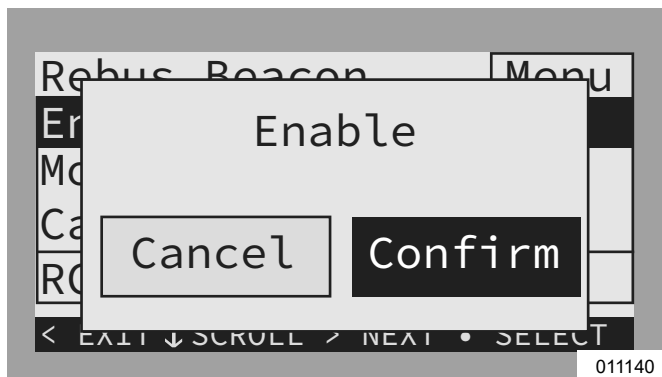 Rebus Beacon Menu
Enable
Cancel Confirm
< EXIT ↓ SCROLL > NEXT • SELECT
011140